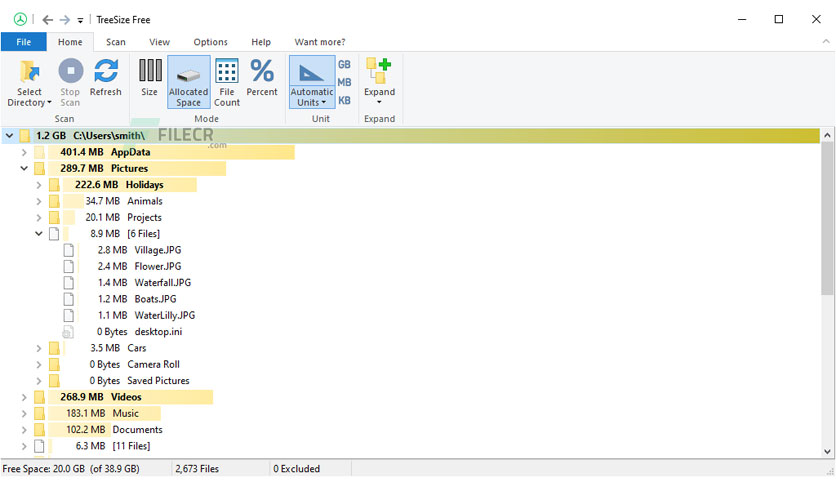 TreeSize Free
File Home Scan View Options Help Want more?
Select Directory
Stop Scan
Refresh
Size
Allocated Space
File Count
Percent
Automatic Units
GB
MB
KB
Expand
Scan Mode Unit Expand
1.2 GB C:\Users\smith\
FILECR
.com
401.4 MB AppData
289.7 MB Pictures
222.6 MB Holidays
34.7 MB Animals
20.1 MB Projects
8.9 MB [6 Files]
2.8 MB Village.JPG
2.4 MB Flower.JPG
1.4 MB Waterfall.JPG
1.2 MB Boats.JPG
1.1 MB WaterLilly.JPG
0 Bytes desktop.ini
3.5 MB Cars
0 Bytes Camera Roll
0 Bytes Saved Pictures
268.9 MB Videos
183.1 MB Music
102.2 MB Documents
6.3 MB [11 Files]
Free Space: 20.0 GB (of 38.9 GB) 2,673 Files 0 Excluded